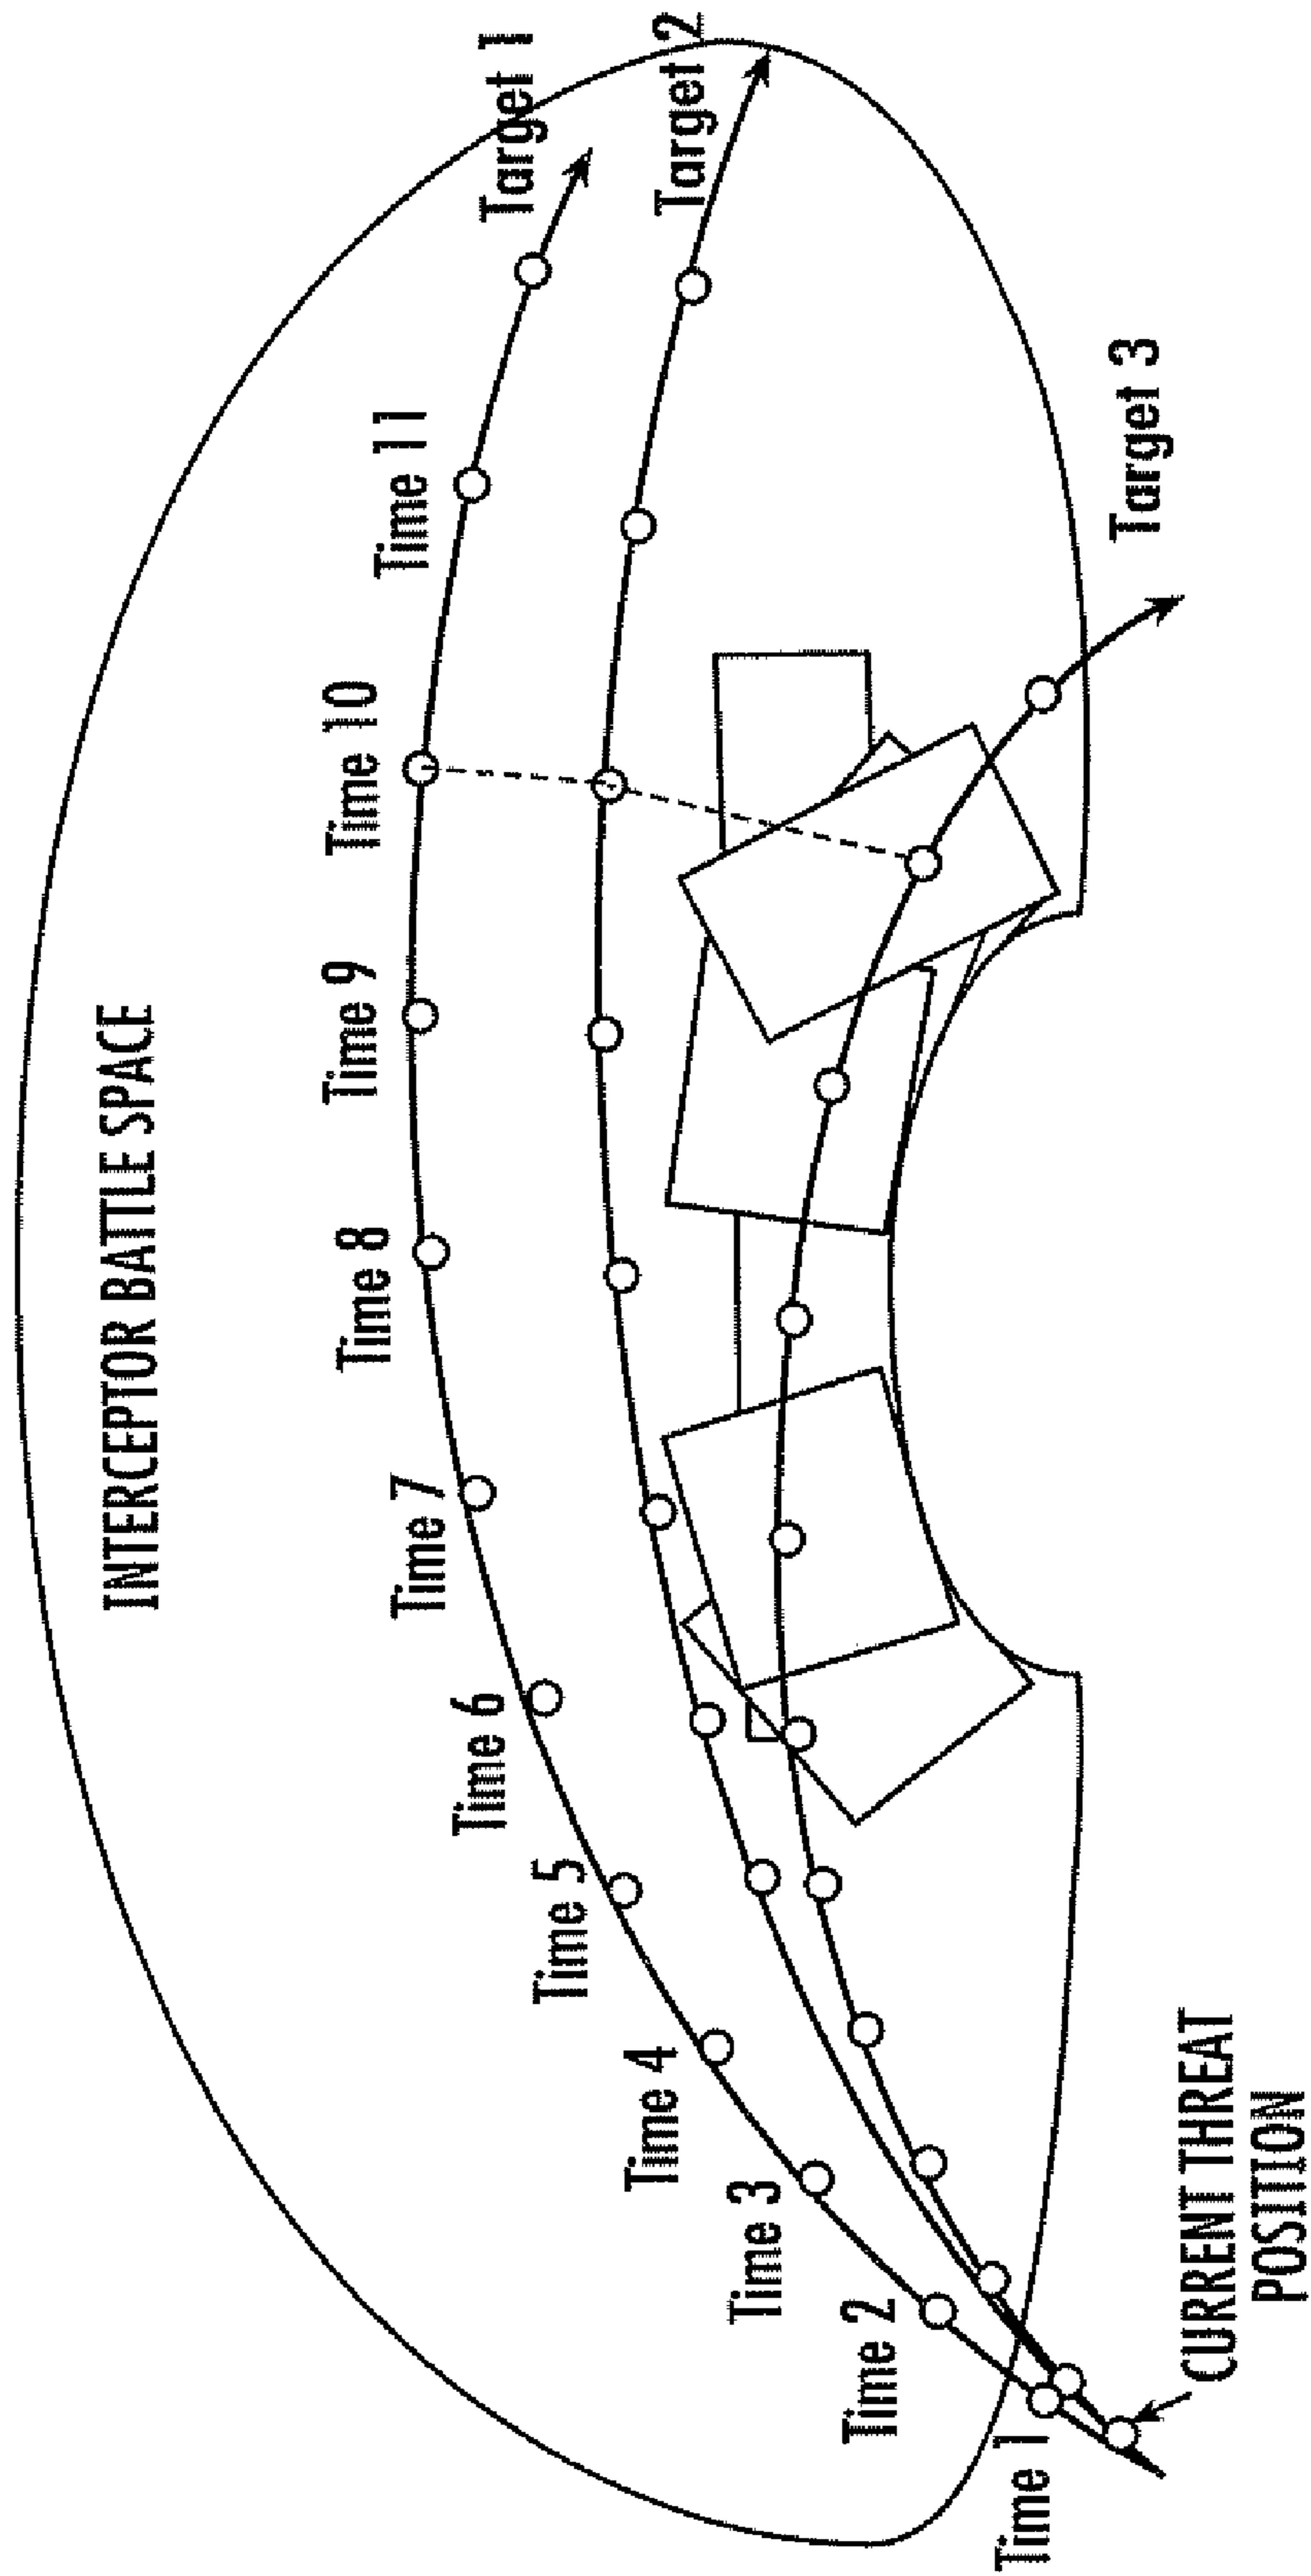 INTERCEPTOR BATTLE SPACE
Time 1
Time 2
Time 3
Time 4
Time 5
Time 6
Time 7
Time 8
Time 9
Time 10
Time 11
Target 1
Target 2
Target 3
CURRENT THREAT
POSITION